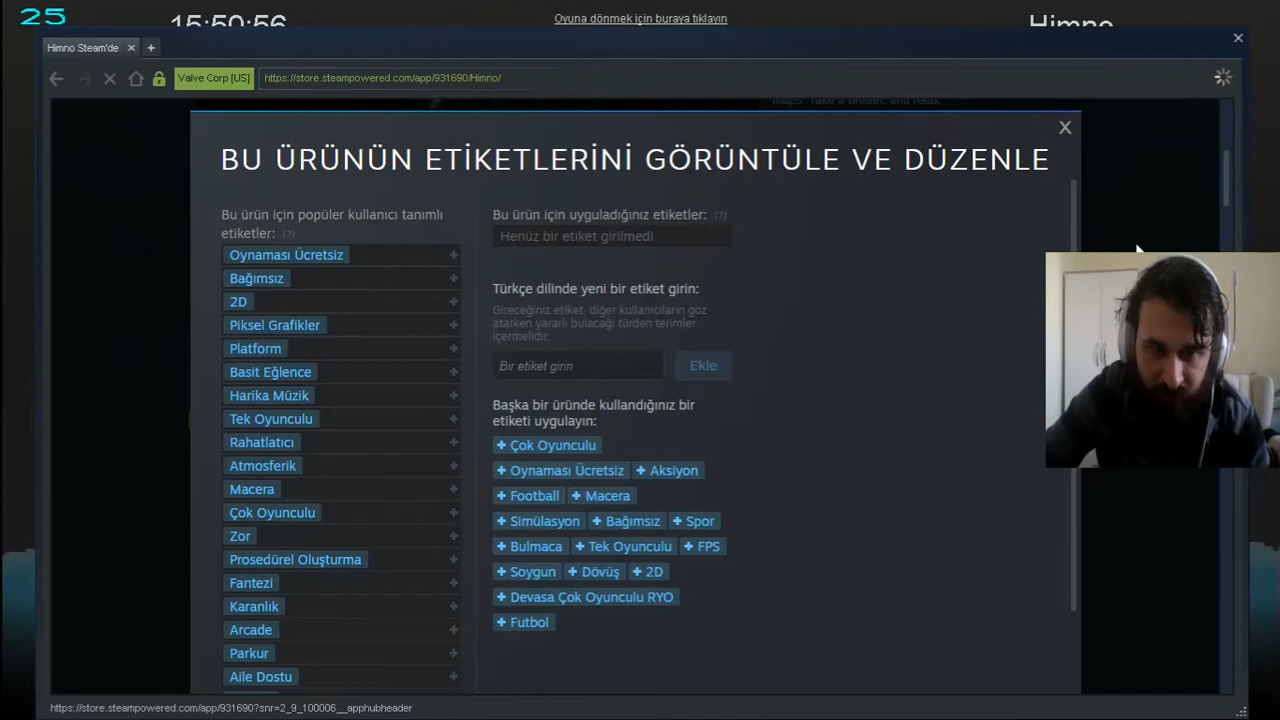 25
15:50:56
Oyuna dönmek için buraya tıklayın
Himno
Himno Steam'de
Valve Corp [US]
https://store.steampowered.com/app/931690/Himno/
maps. Take a breath, and relax.
BU ÜRÜNÜN ETİKETLERİNİ GÖRÜNTÜLE VE DÜZENLE
X
Bu ürün için popüler kullanıcı tanımlı
etiketler: (?)
Oynaması Ücretsiz +
Bağımsız +
2D +
Piksel Grafikler +
Platform +
Basit Eğlence +
Harika Müzik +
Tek Oyunculu +
Rahatlatıcı +
Atmosferik +
Macera +
Çok Oyunculu +
Zor +
Prosedürel Oluşturma +
Fantezi +
Karanlık +
Arcade +
Parkur +
Aile Dostu +
Bu ürün için uyguladığınız etiketler: (?)
Henüz bir etiket girilmedi
Türkçe dilinde yeni bir etiket girin:
Gireceğiniz etiket, diğer kullanıcıların göz
atarken yararlı bulacağı türden terimler
içermelidir.
Bir etiket girin
Ekle
Başka bir üründe kullandığınız bir
etiketi uygulayın:
+ Çok Oyunculu
+ Oynaması Ücretsiz + Aksiyon
+ Football + Macera
+ Simülasyon + Bağımsız + Spor
+ Bulmaca + Tek Oyunculu + FPS
+ Soygun + Dövüş + 2D
+ Devasa Çok Oyunculu RYO
+ Futbol
https://store.steampowered.com/app/931690?snr=2_9_100006__apphubheader